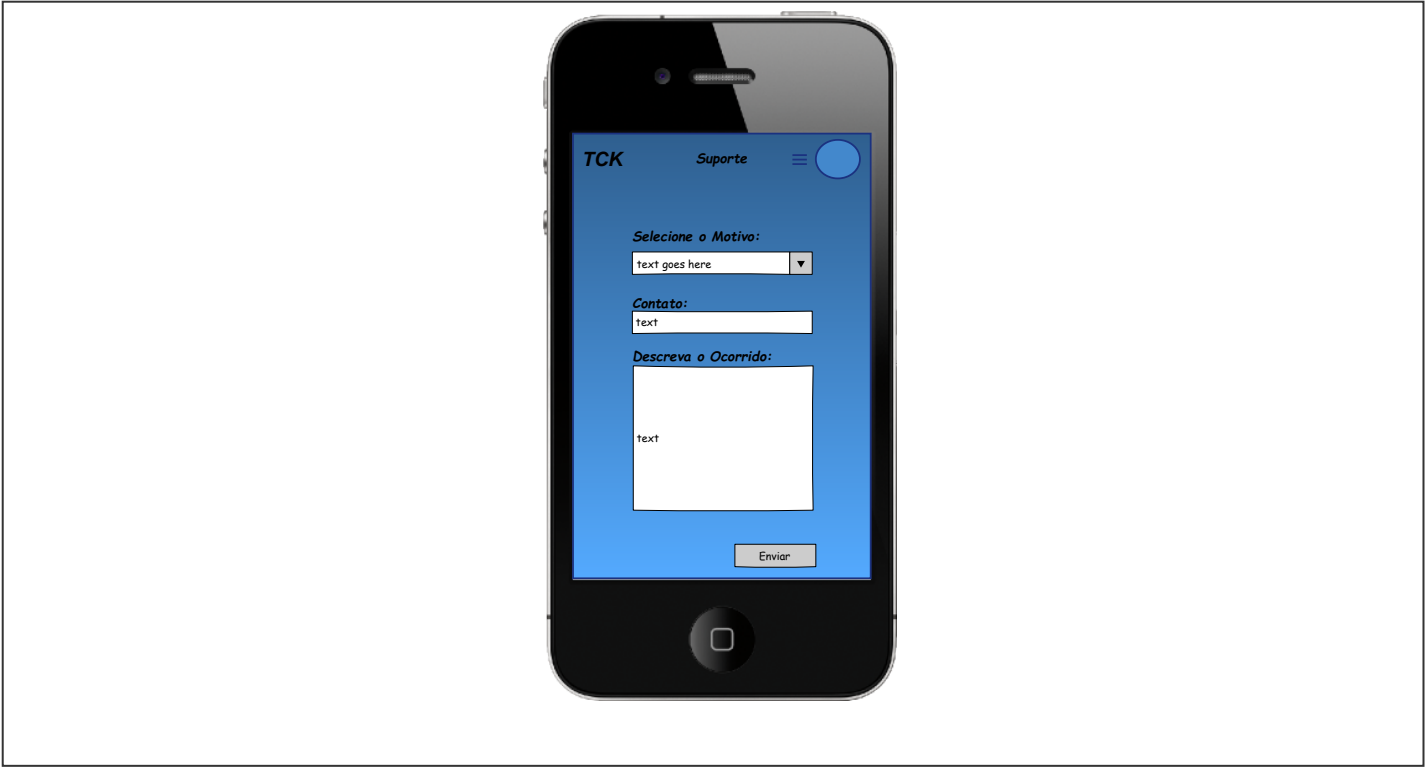 TCK
Suporte
Selecione o Motivo:
text goes here
Contato:
text
Descreva o Ocorrido:
text
Enviar